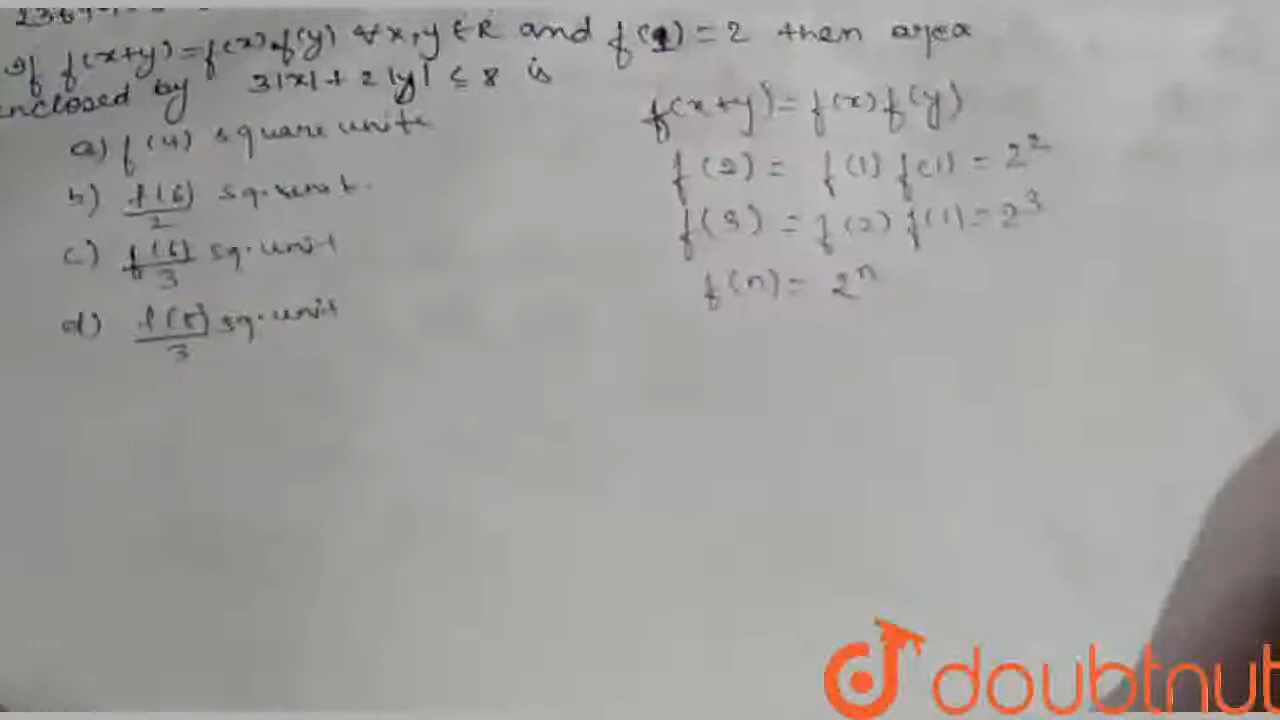 If f(x+y)=f(x).f(y) ∀x,y∈R and f(1)=2 then area
enclosed by 3|x|+2|y| ≤ 8 is
a) f(4) square units
b) f(6)/2 sq.unit.
c) f(6)/3 sq.unit
d) f(5)/3 sq.unit
f(x+y)=f(x)f(y)
f(2)= f(1)f(1)=2²
f(3)=f(2)f(1)=2³
f(n)=2ⁿ
doubtnut